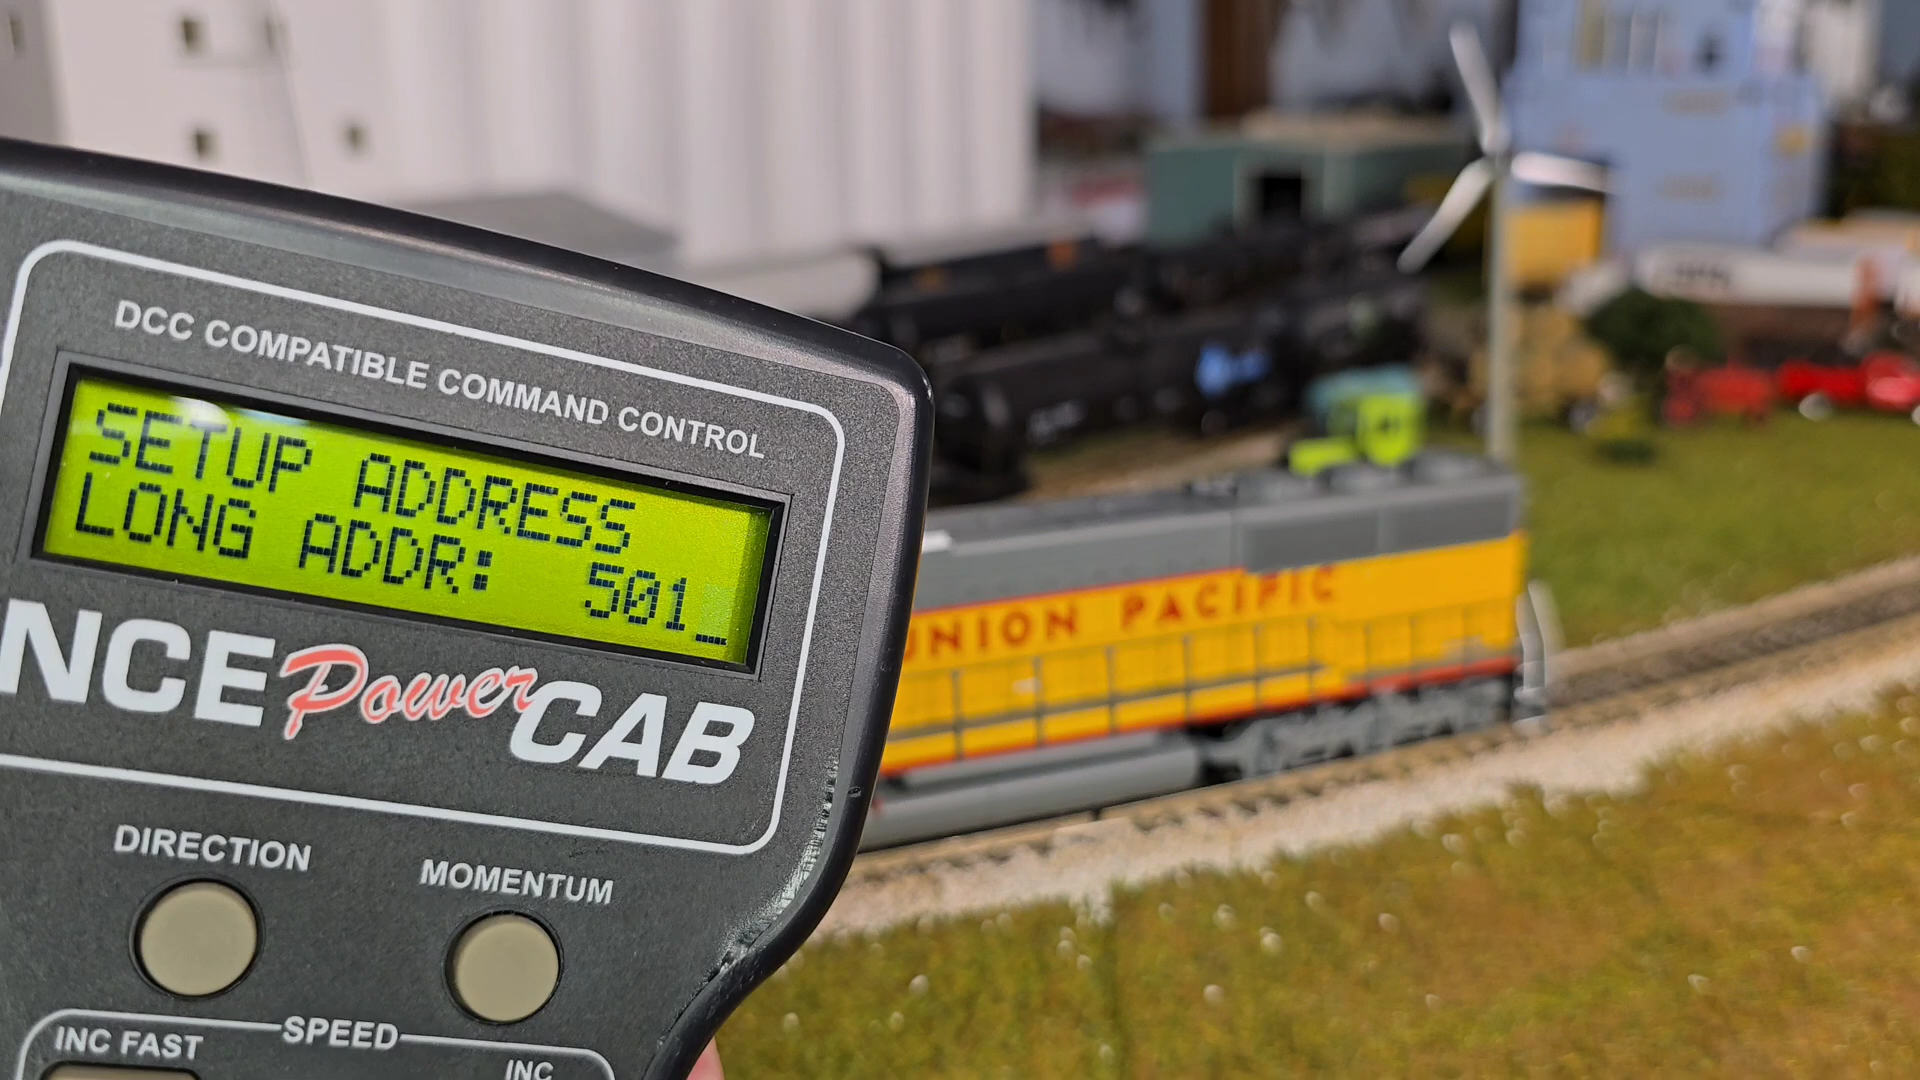 DCC COMPATIBLE COMMAND CONTROL
SETUP ADDRESS
LONG ADDR: 501_
NCE Power CAB
DIRECTION
MOMENTUM
SPEED
INC FAST
INC
UNION PACIFIC